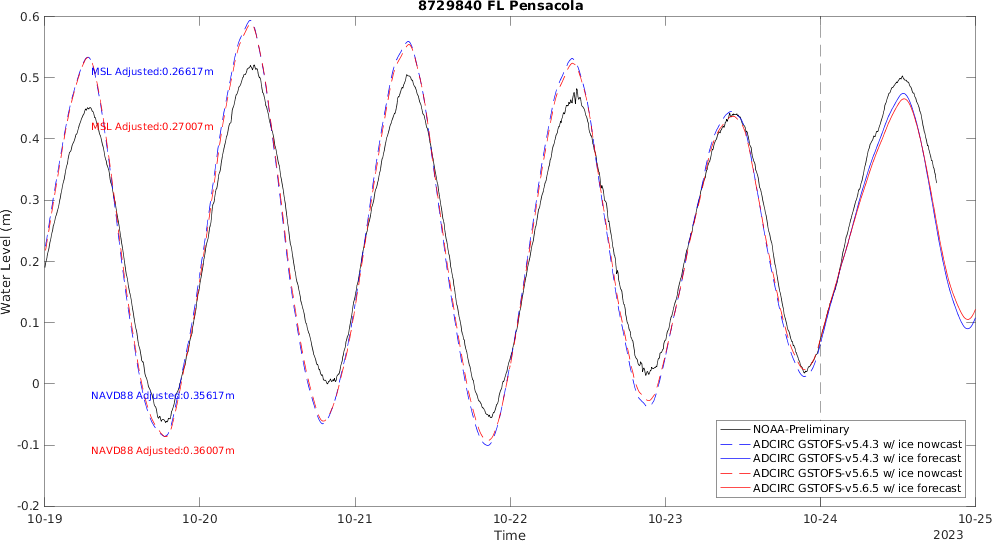 8729840 FL Pensacola
0.6
0.5
0.4
0.3
0.2
0.1
0
-0.1
-0.2
Water Level (m)
MSL Adjusted:0.26617m
MSL Adjusted:0.27007m
NAVD88 Adjusted:0.35617m
NAVD88 Adjusted:0.36007m
NOAA-Preliminary
ADCIRC GSTOFS-v5.4.3 w/ ice nowcast
ADCIRC GSTOFS-v5.4.3 w/ ice forecast
ADCIRC GSTOFS-v5.6.5 w/ ice nowcast
ADCIRC GSTOFS-v5.6.5 w/ ice forecast
10-19 10-20 10-21 10-22 10-23 10-24 10-25
Time
2023